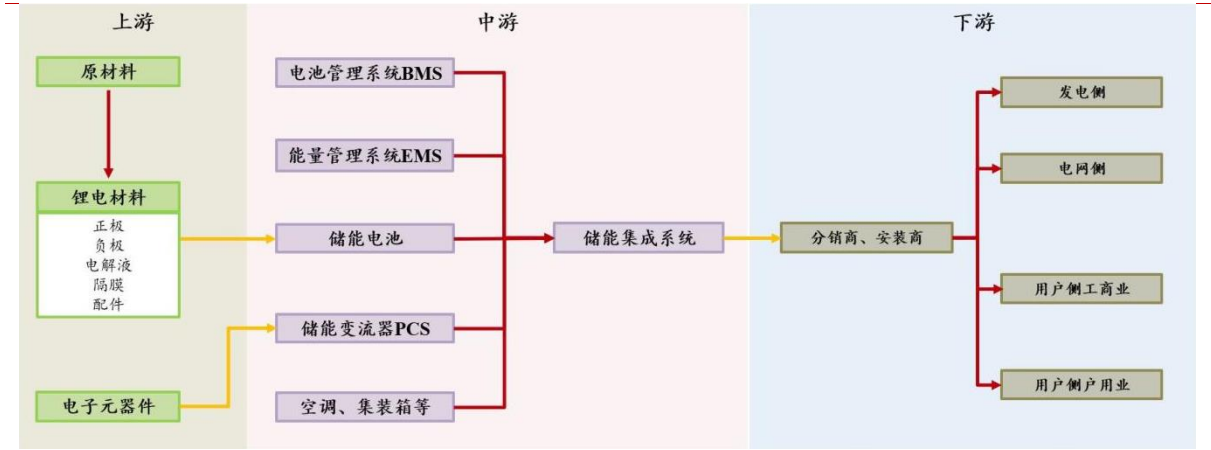 上游
中游
下游
原材料
锂电材料
正极
负极
电解液
隔膜
配件
电子元器件
电池管理系统BMS
能量管理系统EMS
储能电池
储能变流器PCS
空调、集装箱等
储能集成系统
分销商、安装商
发电侧
电网侧
用户侧工商业
用户侧户用业